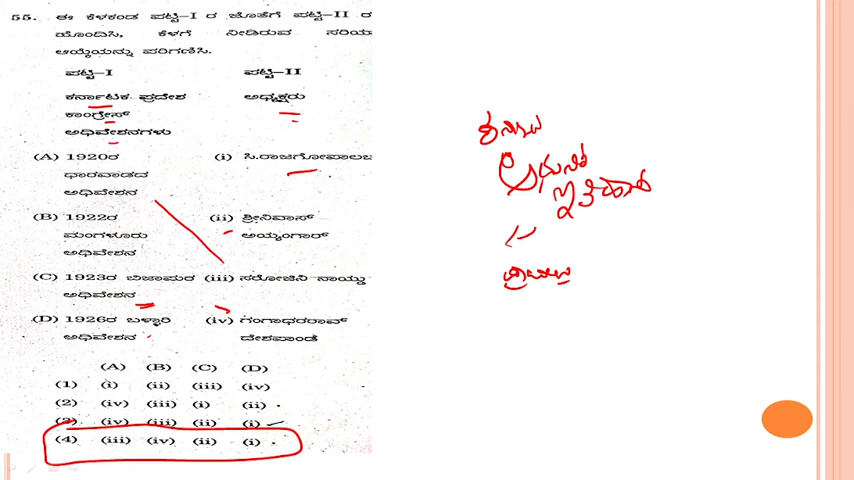 55. ಈ ಕೆಳಕಂಡ ಪಟ್ಟಿ-I ರ ಜೊತೆಗೆ ಪಟ್ಟಿ-II ರ
ಹೊಂದಿಸಿ, ಕೆಳಗೆ ನೀಡಿರುವ ಸರಿಯ
ಆಯ್ಕೆಯನ್ನು ಪರಿಗಣಿಸಿ.
ಪಟ್ಟಿ-I ಪಟ್ಟಿ-II
ಕರ್ನಾಟಕ ಪ್ರದೇಶ ಅಧ್ಯಕ್ಷರು
ಕಾಂಗ್ರೇಸ್
ಅಧಿವೇಶನಗಳು
(A) 1920ರ (i) ಸಿ.ರಾಜಗೋಪಾಲಚ
ಧಾರವಾಡದ
ಅಧಿವೇಶನ
(B) 1922ರ (ii) ಶ್ರೀನಿವಾಸ್
ಮಂಗಳೂರು ಅಯ್ಯಂಗಾರ್
ಅಧಿವೇಶನ
(C) 1923ರ ಬಿಜಾಪುರ (iii) ಸರೋಜಿನಿ ನಾಯ್ಡು
ಅಧಿವೇಶನ
(D) 1926ರ ಬಳ್ಳಾರಿ (iv) ಗಂಗಾಧರರಾವ್
ಅಧಿವೇಶನ ದೇಶಪಾಂಡೆ
(A) (B) (C) (D)
(1) (i) (ii) (iii) (iv)
(2) (iv) (iii) (i) (ii)
(3) (iv) (iii) (ii) (i)
(4) (iii) (iv) (ii) (i)
ಇತಿಹಾಸ